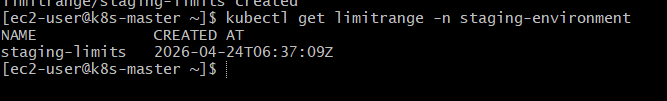 limitrange/staging-limits created
[ec2-user@k8s-master ~]$ kubectl get limitrange -n staging-environment
NAME             CREATED AT
staging-limits   2026-04-24T06:37:09Z
[ec2-user@k8s-master ~]$